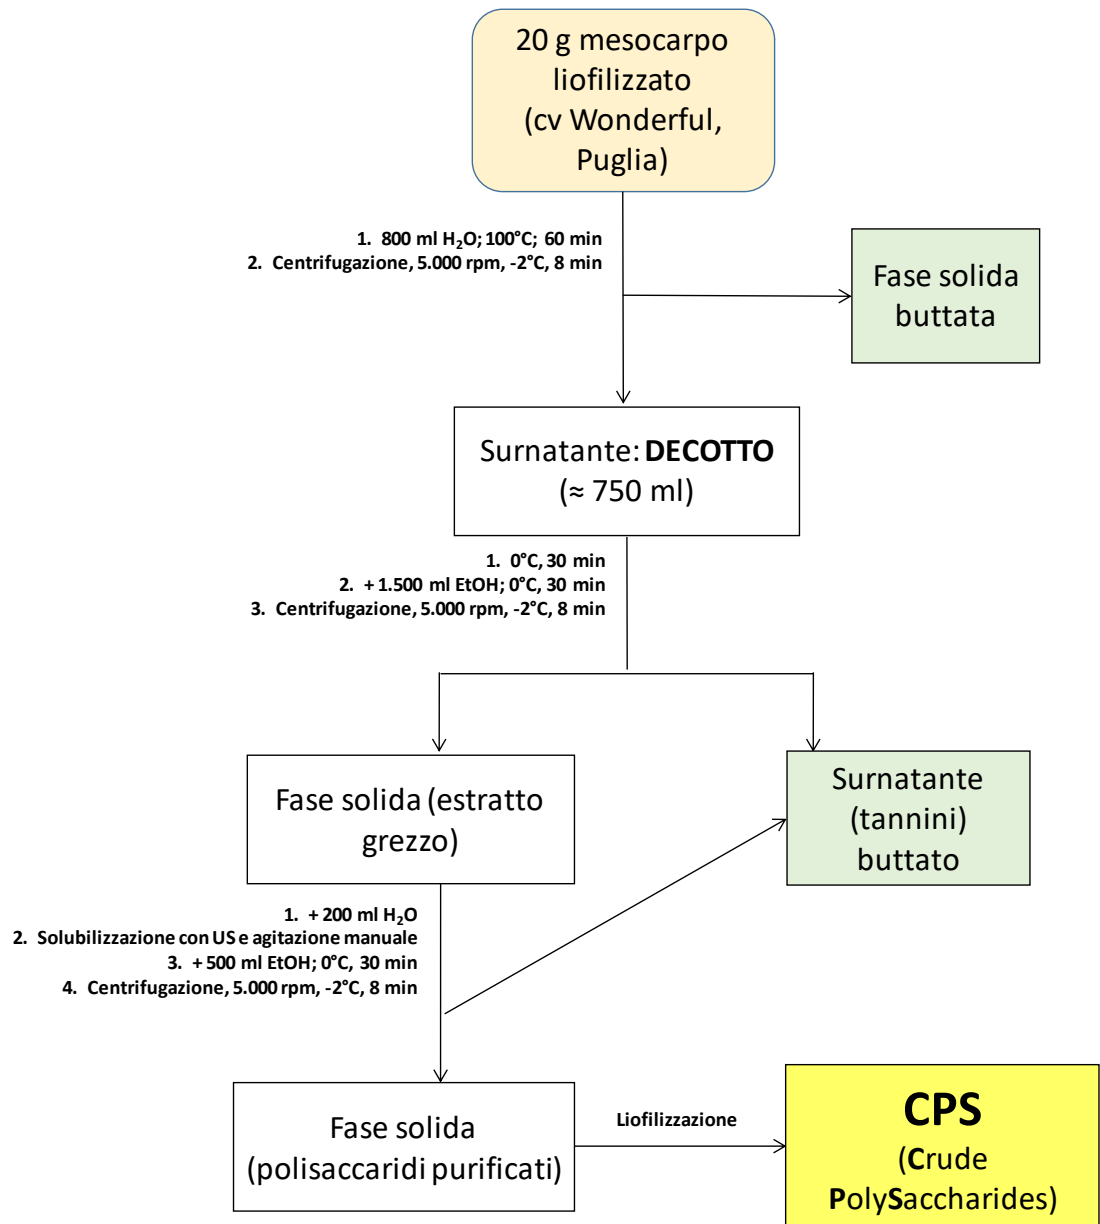 20 g mesocarpo
liofilizzato
(cv Wonderful,
Puglia)
1. 800 ml H₂O; 100°C; 60 min
2. Centrifugazione, 5.000 rpm, -2°C, 8 min
Fase solida
buttata
Surnatante: DECOTTO
(≈ 750 ml)
1. 0°C, 30 min
2. + 1.500 ml EtOH; 0°C, 30 min
3. Centrifugazione, 5.000 rpm, -2°C, 8 min
Fase solida (estratto
grezzo)
Surnatante
(tannini)
buttato
1. + 200 ml H₂O
2. Solubilizzazione con US e agitazione manuale
3. + 500 ml EtOH; 0°C, 30 min
4. Centrifugazione, 5.000 rpm, -2°C, 8 min
Fase solida
(polisaccaridi purificati)
Liofilizzazione
CPS
(Crude
PolySaccharides)